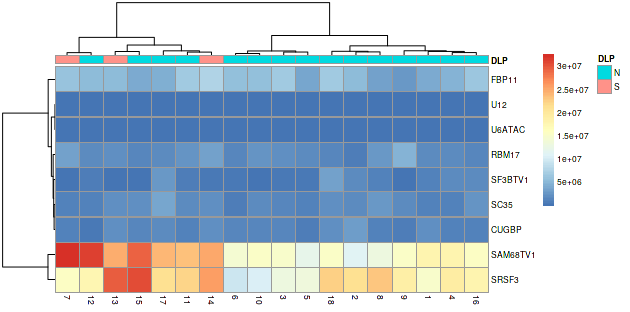 DLP
FBP11
U12
U6ATAC
RBM17
SF3BTV1
SC35
CUGBP
SAM68TV1
SRSF3
7 12 13 15 17 11 14 6 10 3 5 18 2 8 9 1 4 16
3e+07
2.5e+07
2e+07
1.5e+07
1e+07
5e+06
DLP
N
S